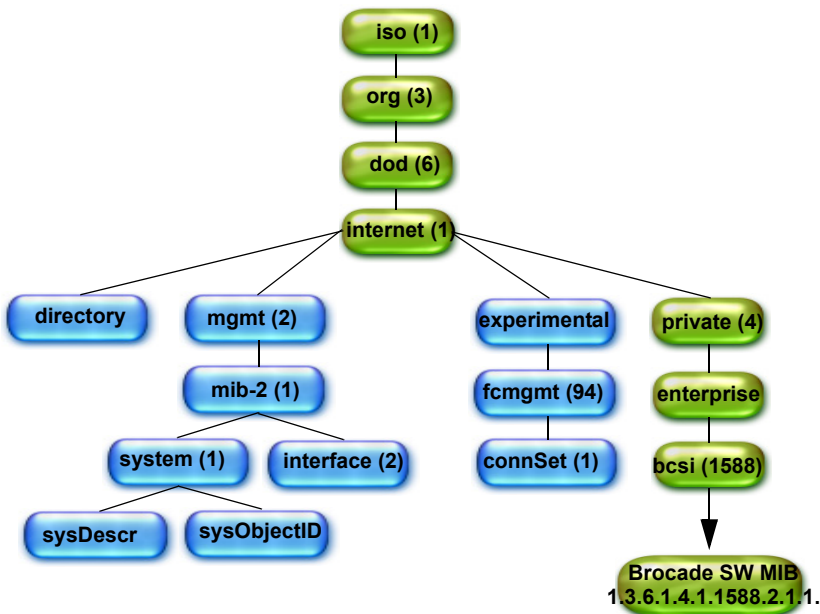 iso (1)
org (3)
dod (6)
internet (1)
directory
mgmt (2)
experimental
private (4)
mib-2 (1)
fcmgmt (94)
enterprise
system (1)
interface (2)
connSet (1)
bcsi (1588)
sysDescr
sysObjectID
Brocade SW MIB
1.3.6.1.4.1.1588.2.1.1.